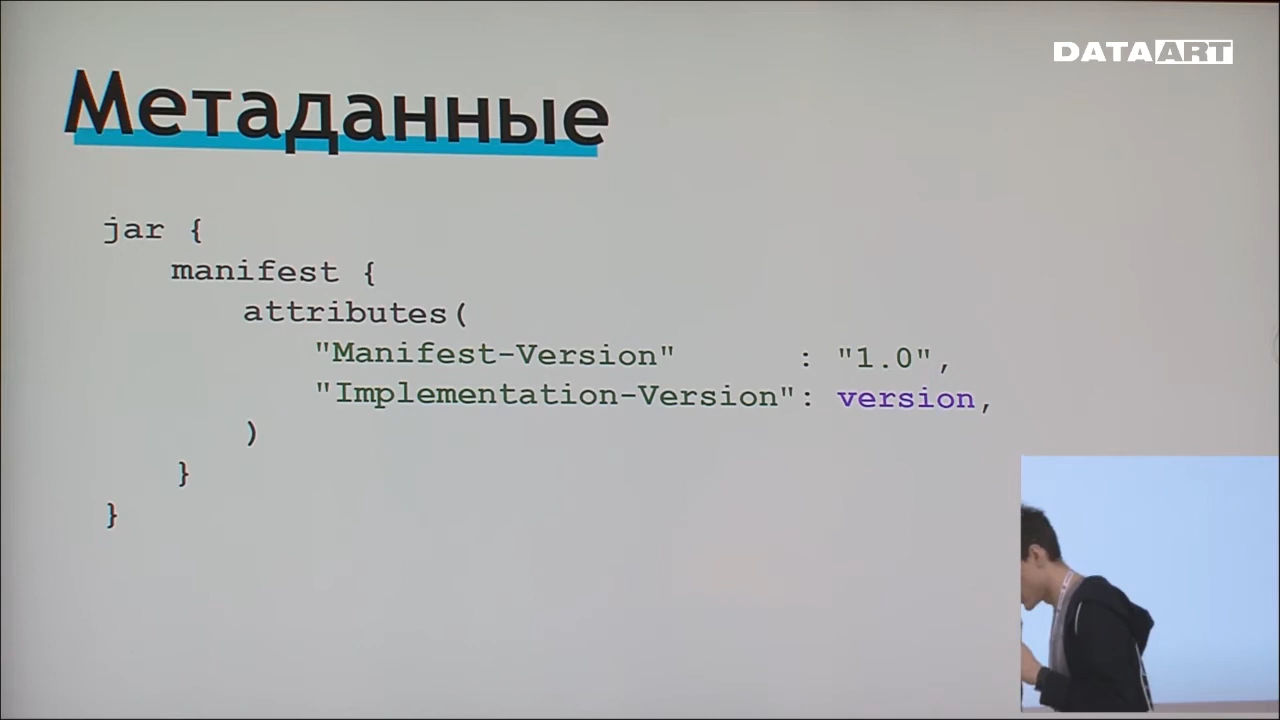 DATAART
Метаданные
jar {
manifest {
attributes(
"Manifest-Version" : "1.0",
"Implementation-Version": version,
)
}
}